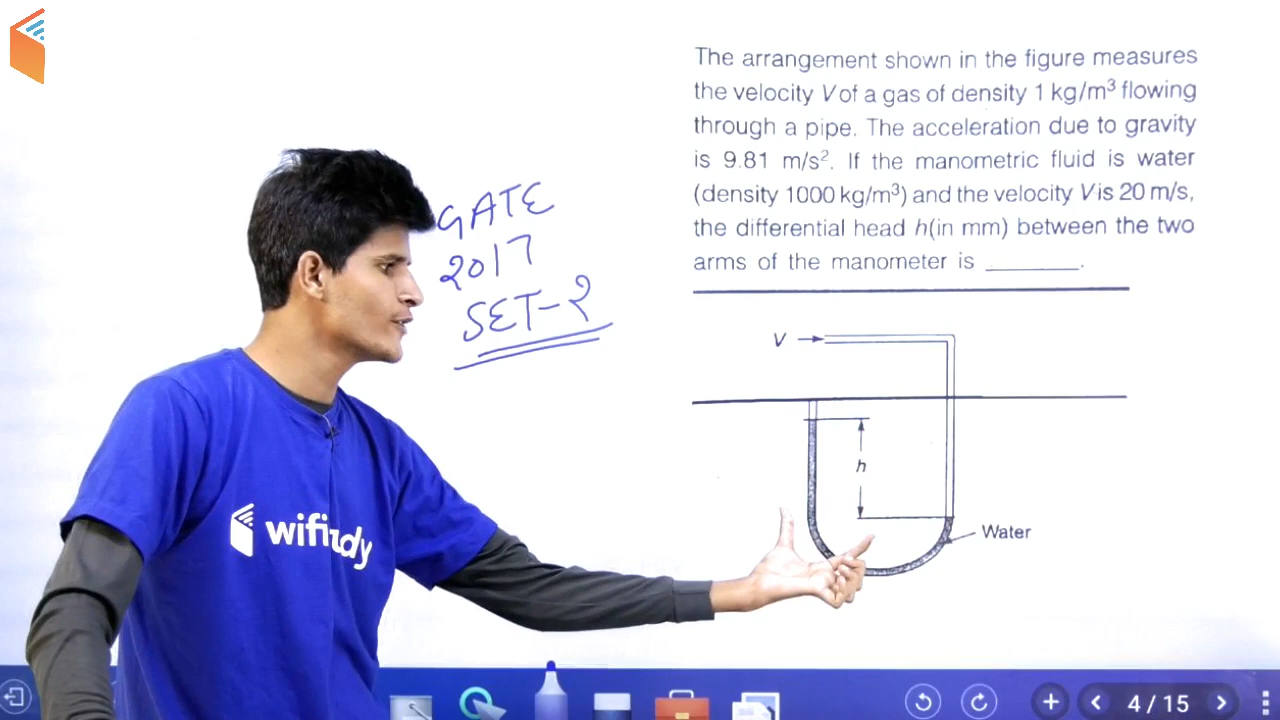 The arrangement shown in the figure measures
the velocity V of a gas of density 1 kg/m³ flowing
through a pipe. The acceleration due to gravity
is 9.81 m/s². If the manometric fluid is water
(density 1000 kg/m³) and the velocity V is 20 m/s,
the differential head h(in mm) between the two
arms of the manometer is ________.
GATE
2017
SET-2
V
h
Water
wifistudy
4 / 15